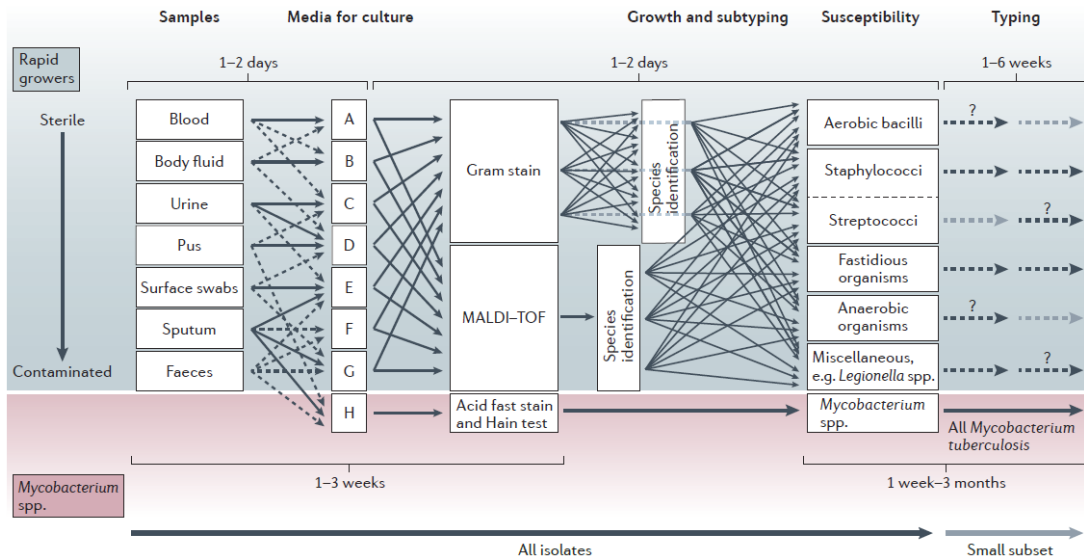 Samples
Media for culture
Growth and subtyping
Susceptibility
Typing
Rapid
growers
1–2 days
1–2 days
1–6 weeks
Sterile
Contaminated
Blood
Body fluid
Urine
Pus
Surface swabs
Sputum
Faeces
A
B
C
D
E
F
G
H
Gram stain
MALDI–TOF
Acid fast stain
and Hain test
Species
identification
Species
identification
Aerobic bacilli
Staphylococci
Streptococci
Fastidious
organisms
Anaerobic
organisms
Miscellaneous,
e.g. Legionella spp.
Mycobacterium
spp.
?
?
?
?
All Mycobacterium
tuberculosis
Mycobacterium
spp.
1–3 weeks
1 week–3 months
All isolates
Small subset